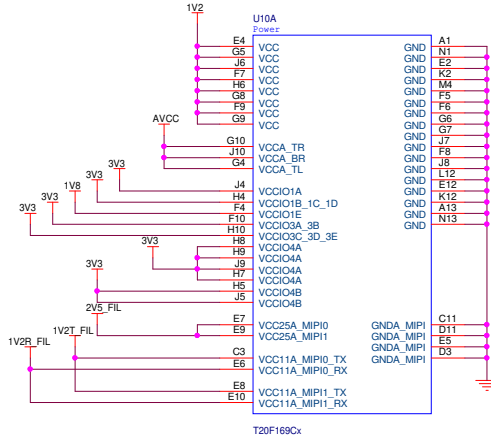 1V2
U10A
Power
E4 VCC GND A1
G5 VCC GND N1
J6 VCC GND E2
F7 VCC GND K2
H6 VCC GND M4
G8 VCC GND F5
F9 VCC GND F6
G9 VCC GND G6
GND G7
AVCC
G10 VCCA_TR GND J7
J10 VCCA_BR GND F8
G4 VCCA_TL GND J8
GND L12
3V3 J4 VCCIO1A GND E12
3V3 H4 VCCIO1B_1C_1D GND K12
1V8 F4 VCCIO1E GND A13
3V3 F10 VCCIO3A_3B GND N13
3V3 H10 VCCIO3C_3D_3E
3V3 H8 VCCIO4A
H9 VCCIO4A
J9 VCCIO4A
H7 VCCIO4A
3V3 H5 VCCIO4B
J5 VCCIO4B
2V5_FIL
E7 VCC25A_MIPI0 GNDA_MIPI C11
E9 VCC25A_MIPI1 GNDA_MIPI D11
1V2T_FIL
GNDA_MIPI E5
1V2R_FIL
C3 VCC11A_MIPI0_TX GNDA_MIPI D3
E6 VCC11A_MIPI0_RX
E8 VCC11A_MIPI1_TX
E10 VCC11A_MIPI1_RX
T20F169Cx